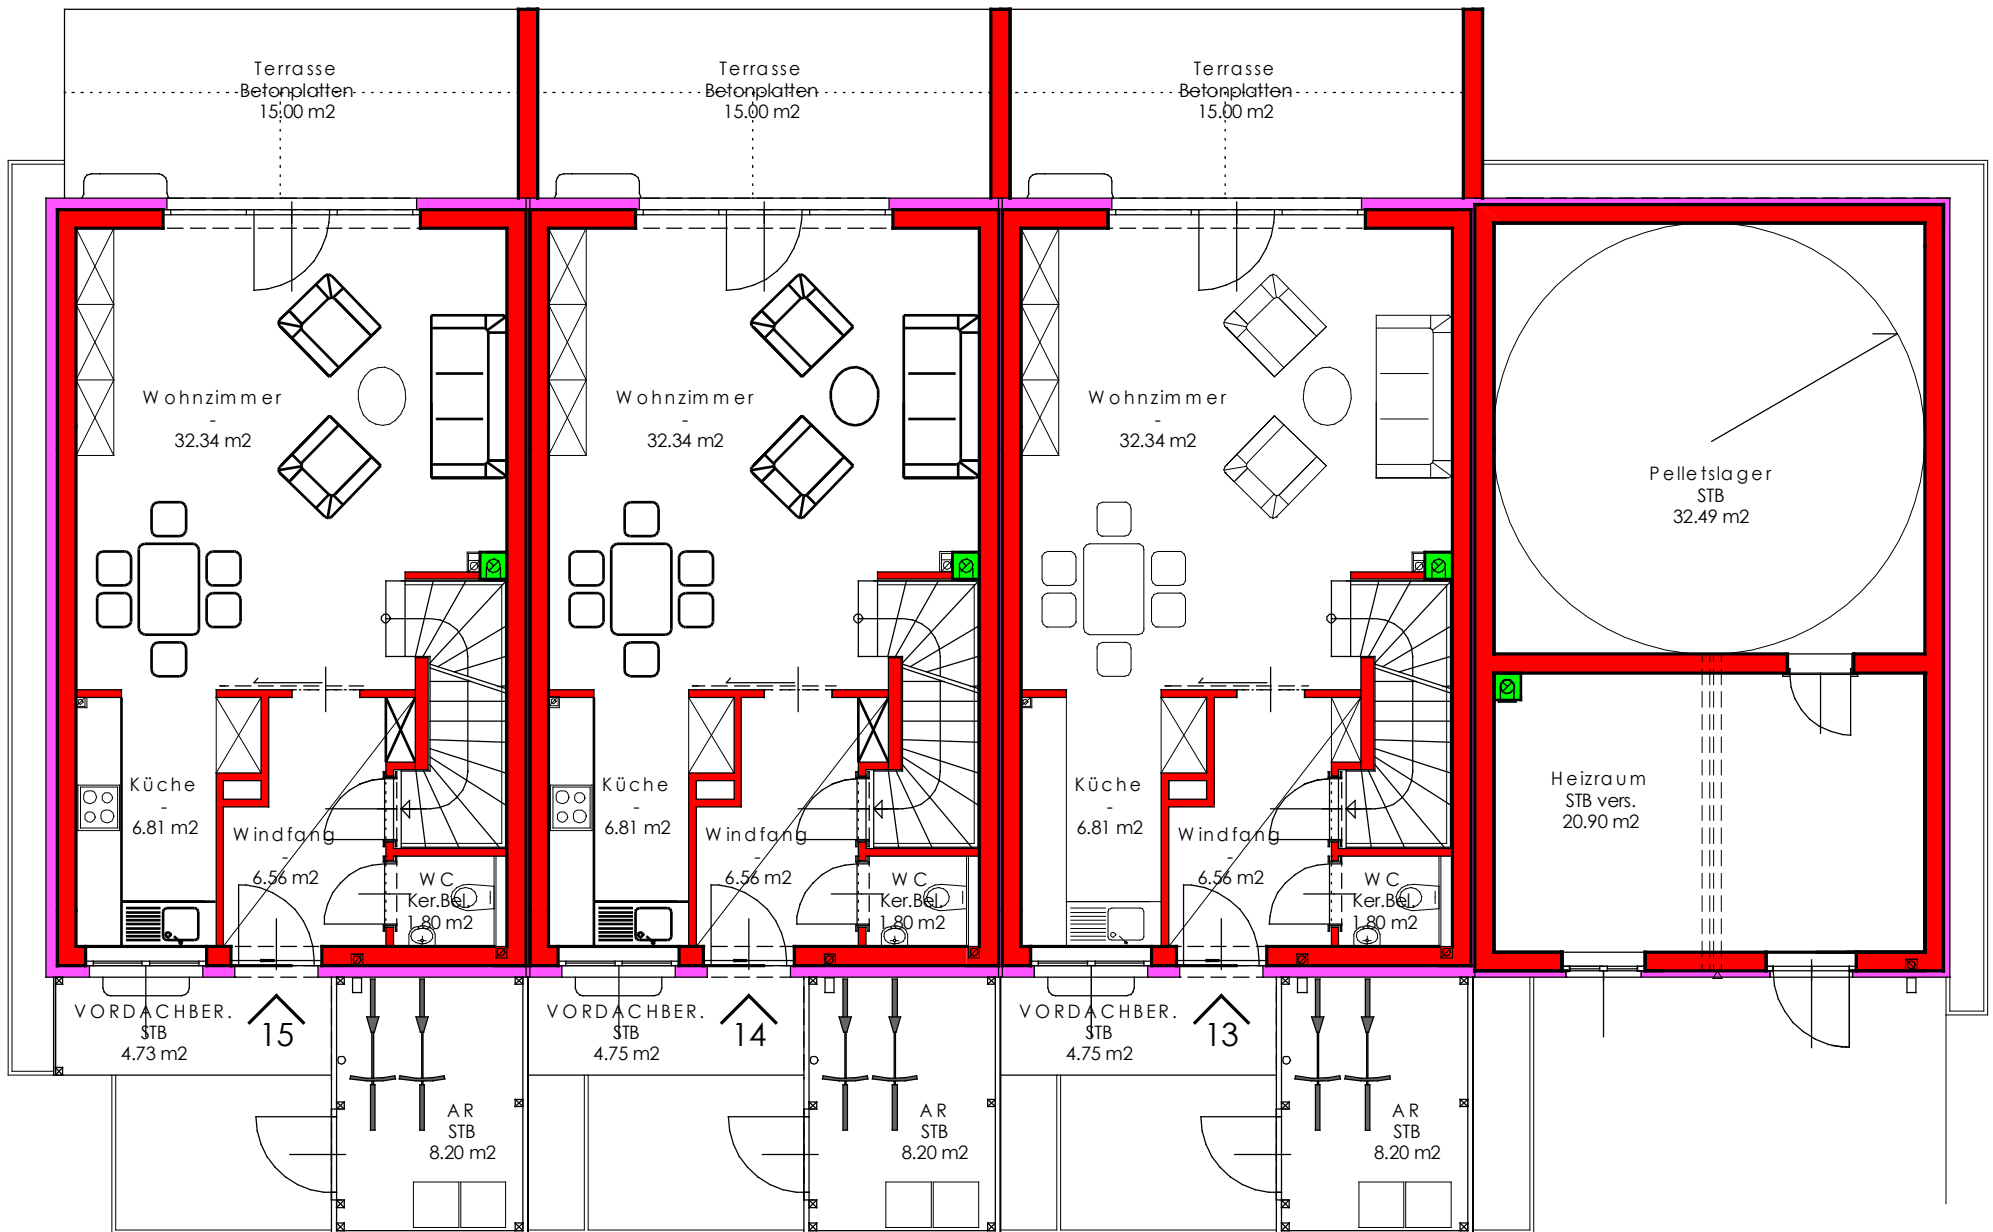 Terrasse
Betonplatten
15.00 m2
Terrasse
Betonplatten
15.00 m2
Terrasse
Betonplatten
15.00 m2
Wohnzimmer
-
32.34 m2
Wohnzimmer
-
32.34 m2
Wohnzimmer
-
32.34 m2
Pelletslager
STB
32.49 m2
Küche
-
6.81 m2
Windfang
-
6.56 m2
WC
Ker.Bel.
1.80 m2
Küche
-
6.81 m2
Windfang
-
6.56 m2
WC
Ker.Bel.
1.80 m2
Küche
-
6.81 m2
Windfang
-
6.56 m2
WC
Ker.Bel.
1.80 m2
Heizraum
STB vers.
20.90 m2
VORDACHBER.
STB
4.73 m2
15
VORDACHBER.
STB
4.75 m2
14
VORDACHBER.
STB
4.75 m2
13
AR
STB
8.20 m2
AR
STB
8.20 m2
AR
STB
8.20 m2